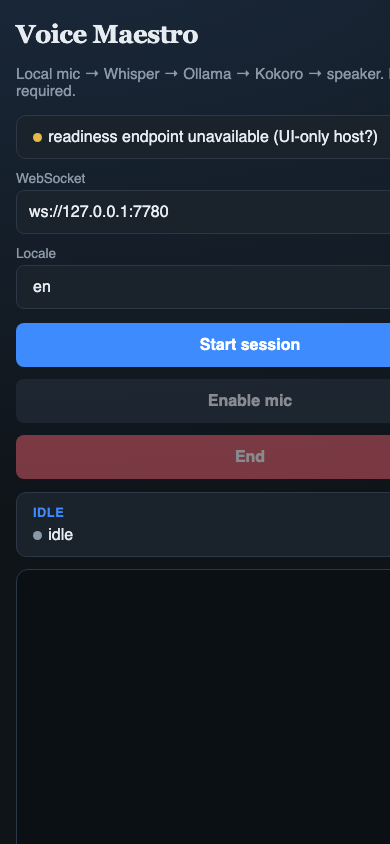 Voice Maestro
Local mic → Whisper → Ollama → Kokoro → speaker.
required.
readiness endpoint unavailable (UI-only host?)
WebSocket
ws://127.0.0.1:7780
Locale
en
Start session
Enable mic
End
IDLE
idle